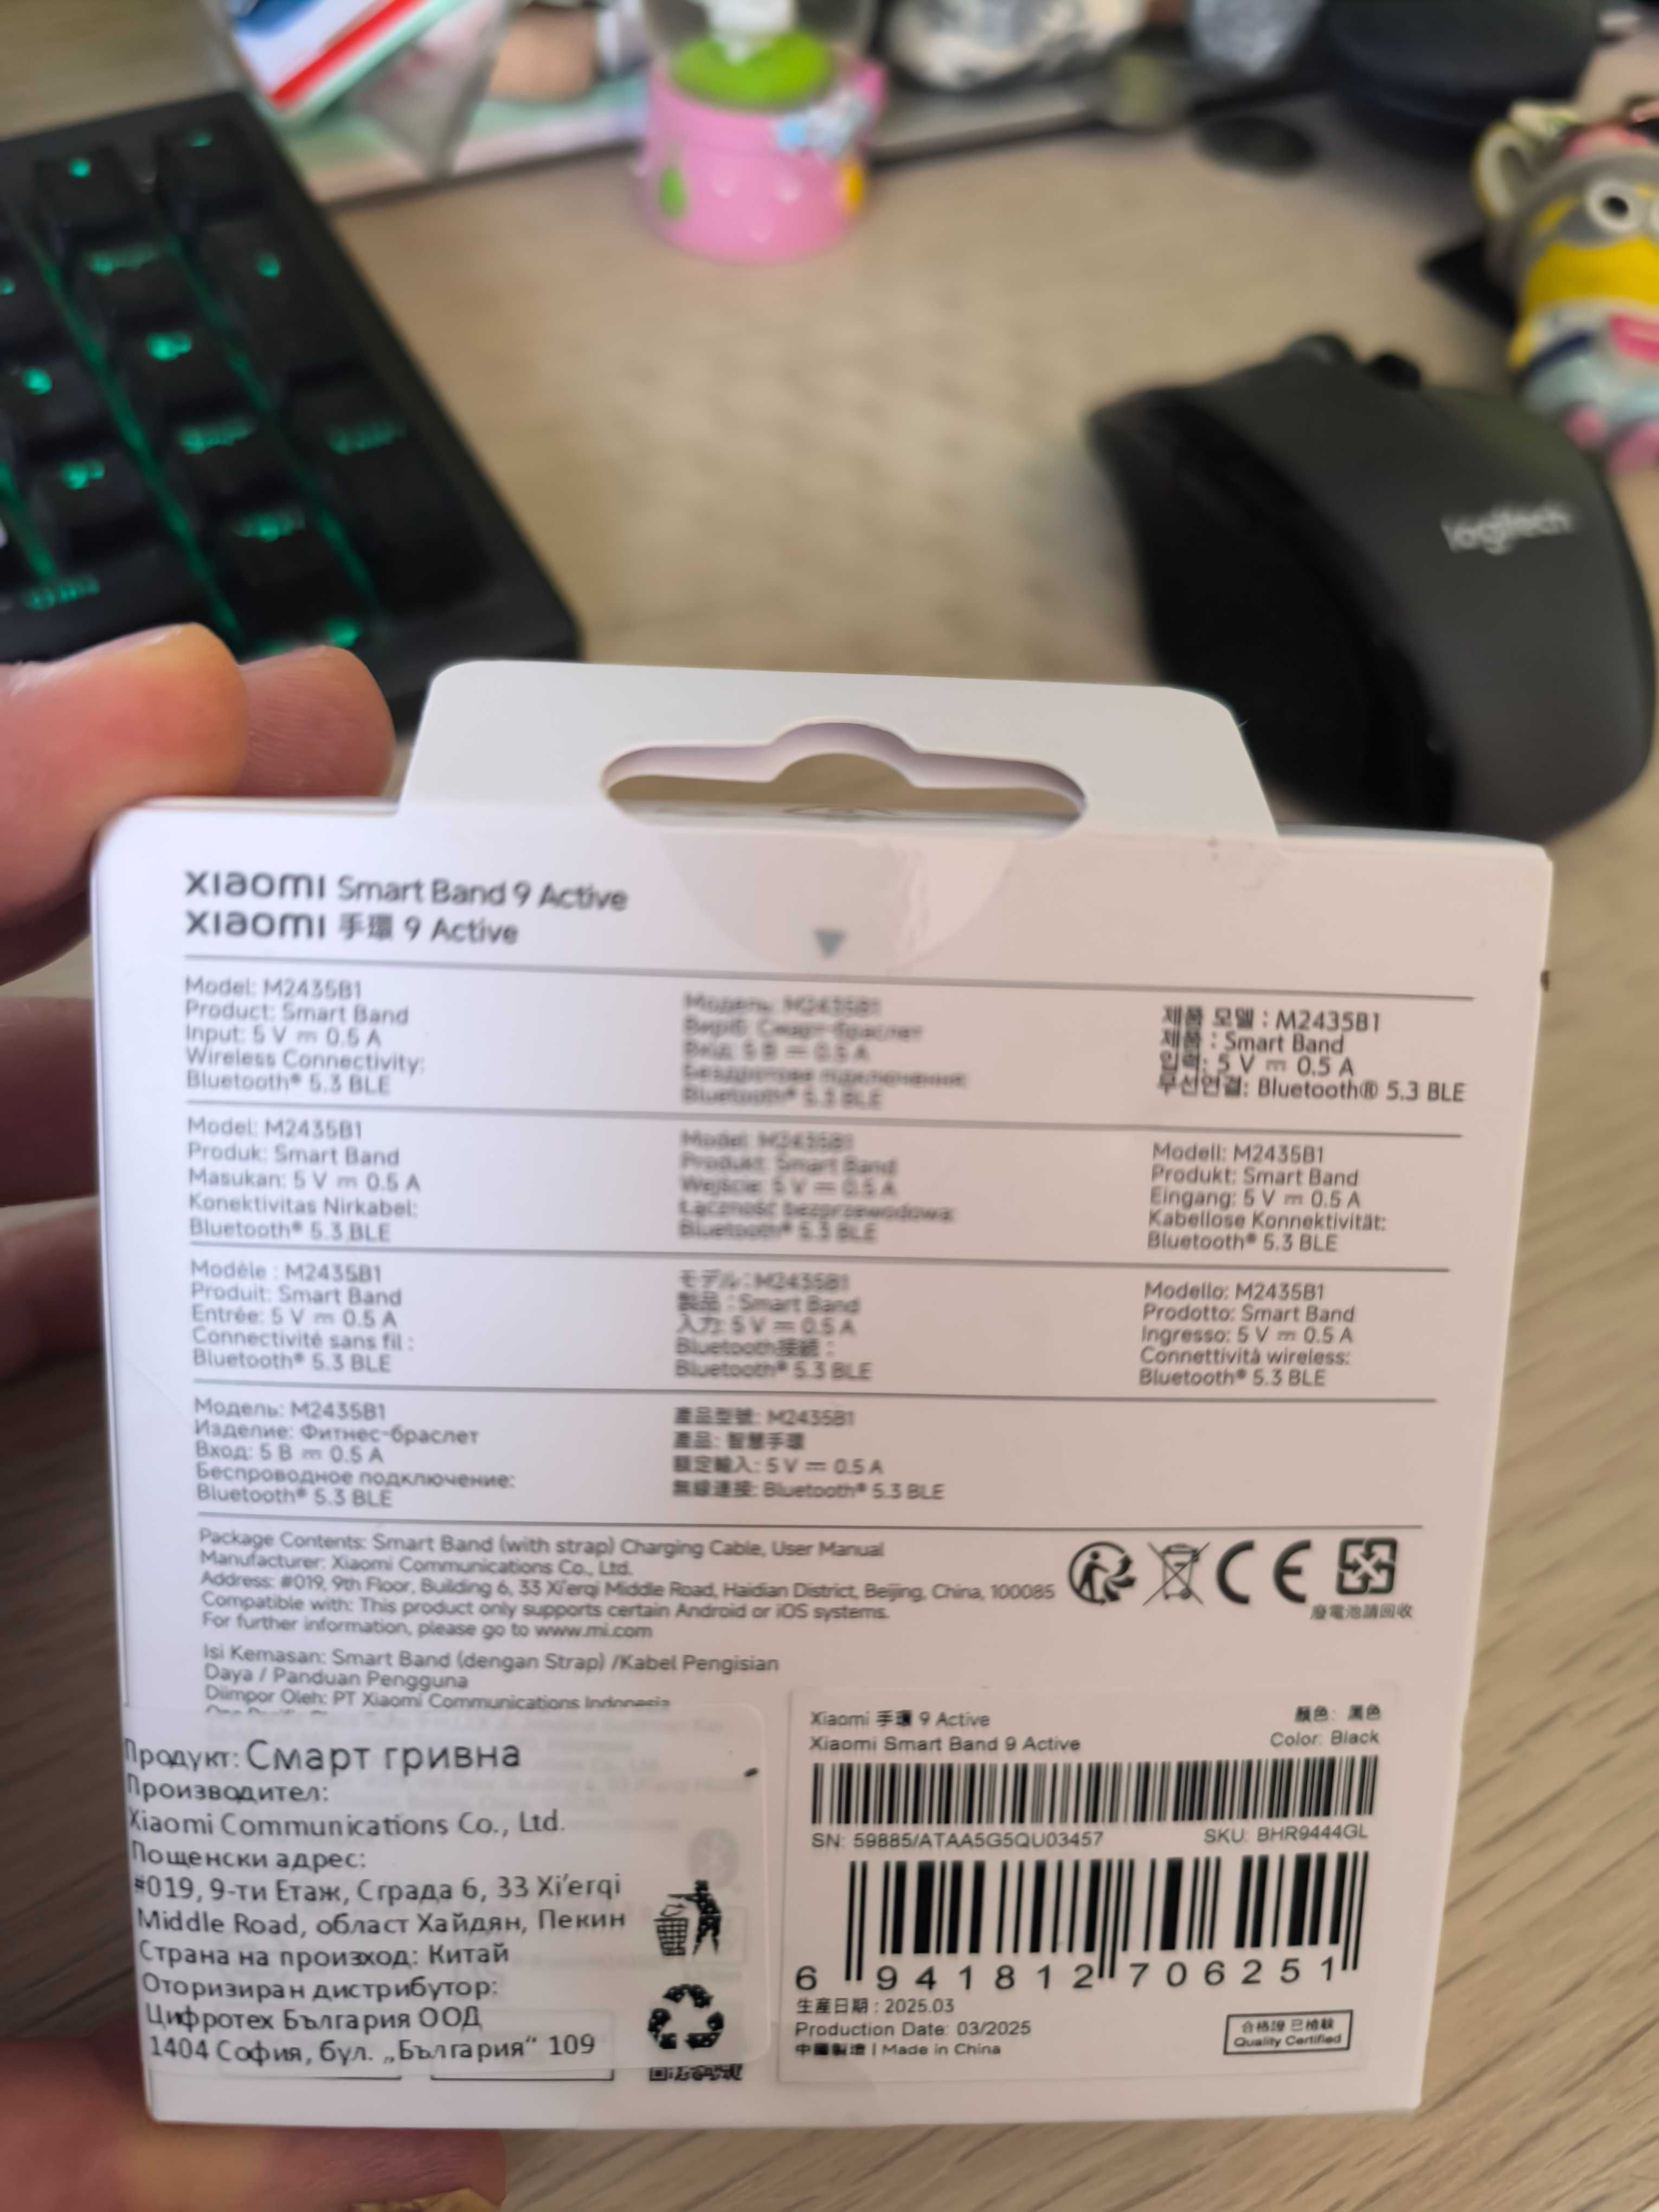 logitech
xiaomi Smart Band 9 Active
xiaomi 手環 9 Active
Model: M2435B1
Product: Smart Band
Input: 5 V ⎓ 0.5 A
Wireless Connectivity:
Bluetooth® 5.3 BLE
Модель: M2435B1
Виріб: Смарт-браслет
Вхід: 5 В ⎓ 0.5 А
Бездротове підключення:
Bluetooth® 5.3 BLE
제품 모델 : M2435B1
제품 : Smart Band
입력: 5 V ⎓ 0.5 A
무선연결: Bluetooth® 5.3 BLE
Model: M2435B1
Produk: Smart Band
Masukan: 5 V ⎓ 0.5 A
Konektivitas Nirkabel:
Bluetooth® 5.3 BLE
Model: M2435B1
Produkt: Smart Band
Wejście: 5 V ⎓ 0.5 A
Łączność bezprzewodowa:
Bluetooth® 5.3 BLE
Modell: M2435B1
Produkt: Smart Band
Eingang: 5 V ⎓ 0.5 A
Kabellose Konnektivität:
Bluetooth® 5.3 BLE
Modèle : M2435B1
Produit: Smart Band
Entrée: 5 V ⎓ 0.5 A
Connectivité sans fil :
Bluetooth® 5.3 BLE
モデル：M2435B1
製品：Smart Band
入力: 5 V ⎓ 0.5 A
Bluetooth接続：
Bluetooth® 5.3 BLE
Modello: M2435B1
Prodotto: Smart Band
Ingresso: 5 V ⎓ 0.5 A
Connettività wireless:
Bluetooth® 5.3 BLE
Модель: M2435B1
Изделие: Фитнес-браслет
Вход: 5 В ⎓ 0.5 А
Беспроводное подключение:
Bluetooth® 5.3 BLE
產品型號: M2435B1
產品: 智慧手環
額定輸入: 5 V ⎓ 0.5 A
無線連接: Bluetooth® 5.3 BLE
Package Contents: Smart Band (with strap) Charging Cable, User Manual
Manufacturer: Xiaomi Communications Co., Ltd.
Address: #019, 9th Floor, Building 6, 33 Xi'erqi Middle Road, Haidian District, Beijing, China, 100085
Compatible with: This product only supports certain Android or iOS systems.
For further information, please go to www.mi.com
CE
廢電池請回收
Isi Kemasan: Smart Band (dengan Strap) /Kabel Pengisian
Daya / Panduan Pengguna
Diimpor Oleh: PT Xiaomi Communications Indonesia
Продукт: Смарт гривна
Производител:
Xiaomi Communications Co., Ltd.
Пощенски адрес:
#019, 9-ти Етаж, Сграда 6, 33 Xi'erqi
Middle Road, област Хайдян, Пекин
Страна на произход: Китай
Оторизиран дистрибутор:
Цифротех България ООД
1404 София, бул. „България“ 109
Xiaomi 手環 9 Active
顏色: 黑色
Xiaomi Smart Band 9 Active
Color: Black
SN: 59885/ATAA5G5QU03457
SKU: BHR9444GL
6 941812 706251
生産日期 : 2025.03
Production Date: 03/2025
中國製造 | Made in China
合格證 已檢驗
Quality Certified